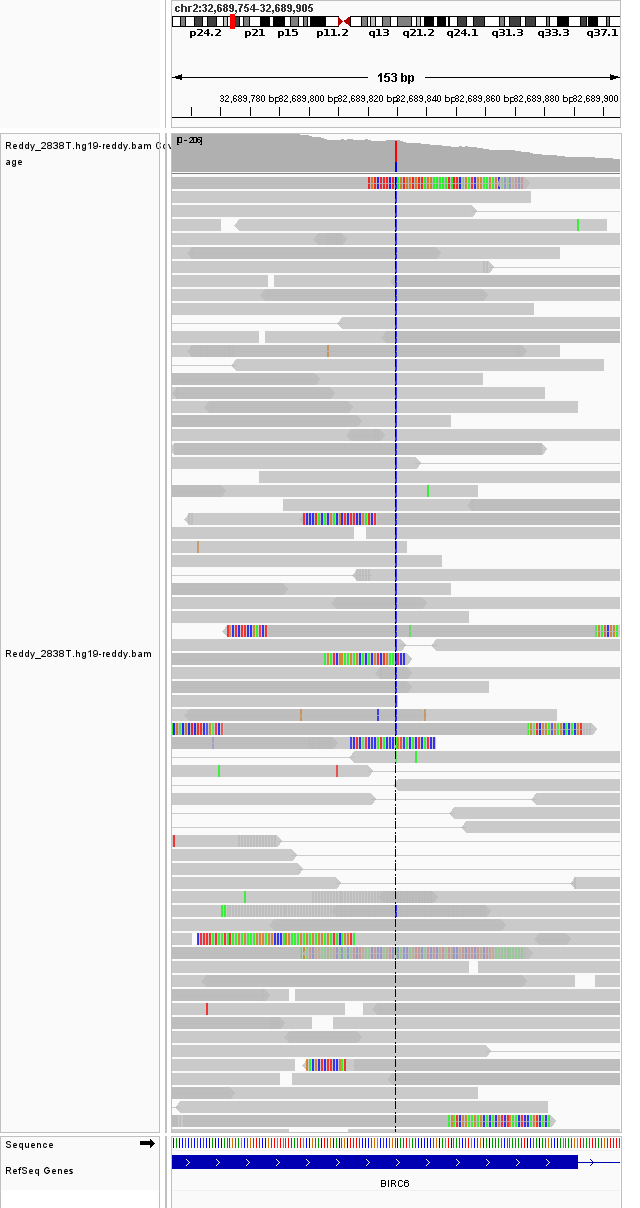 chr2:32,689,754-32,689,905
p24.2 p21 p15 p11.2 q13 q21.2 q24.1 q31.3 q33.3 q37.1
153 bp
32,689,780 bp 32,689,800 bp 32,689,820 bp 32,689,840 bp 32,689,860 bp 32,689,880 bp 32,689,900
Reddy_2838T.hg19-reddy.bam Cov
age
[0 - 206]
Reddy_2838T.hg19-reddy.bam
Sequence
RefSeq Genes
BIRC6